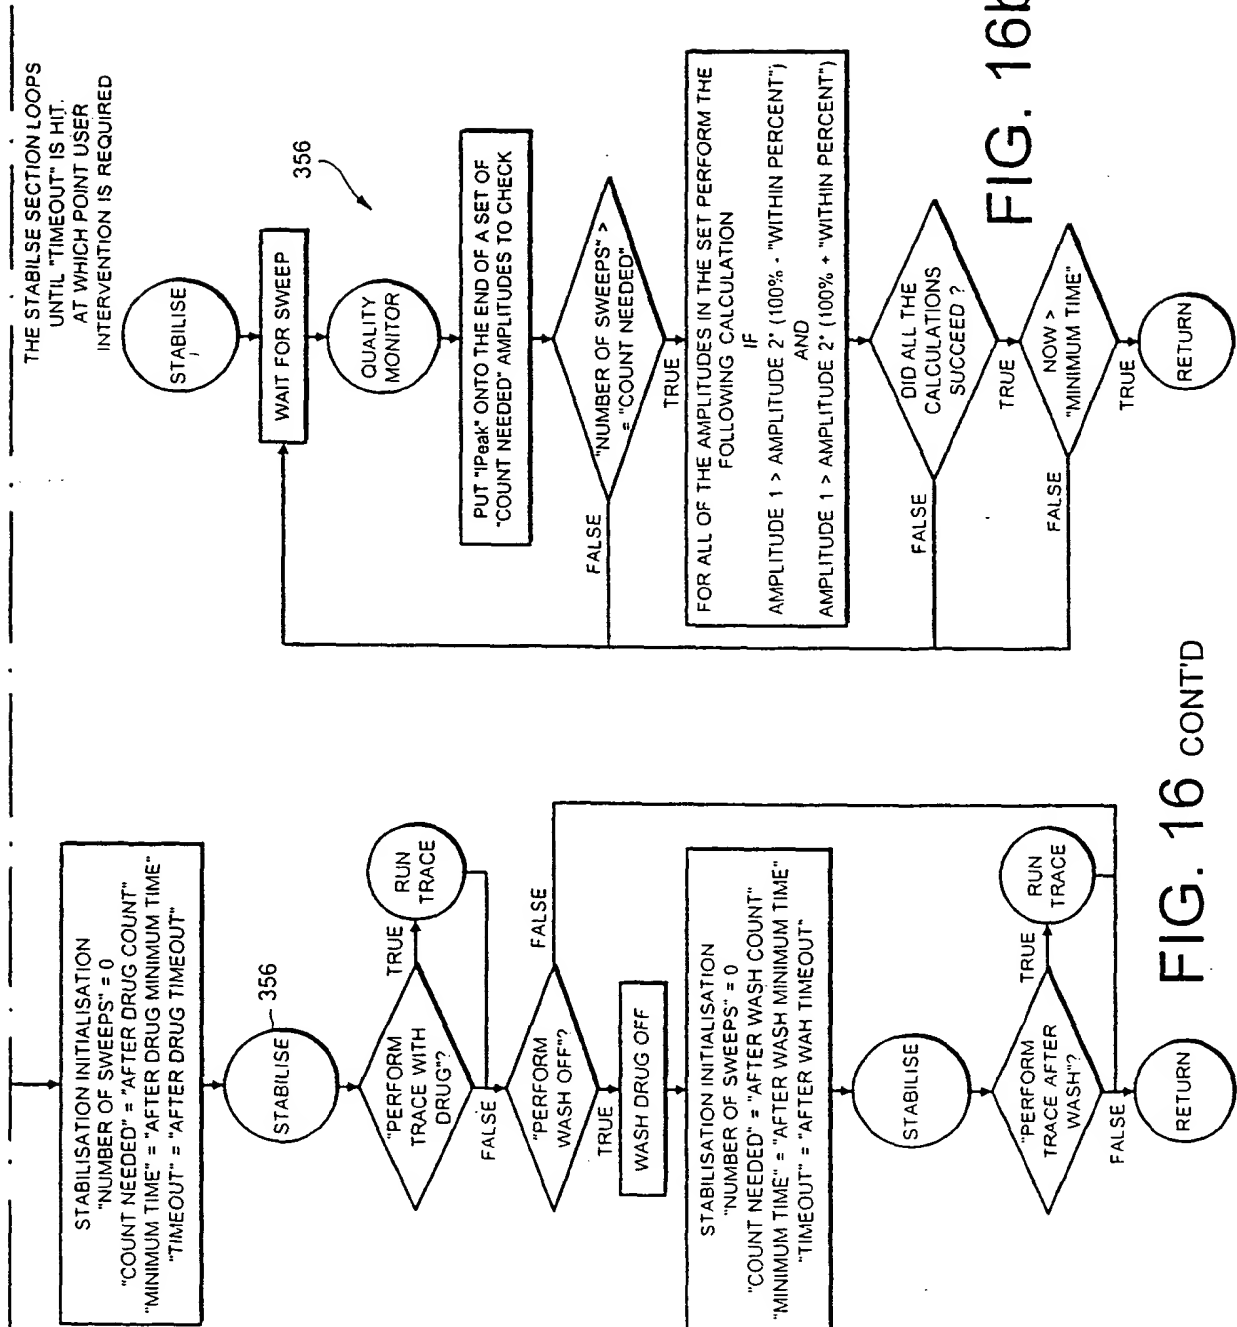 STABILISATION INITIALISATION
"NUMBER OF SWEEPS" = 0
"COUNT NEEDED" = "AFTER DRUG COUNT"
"MINIMUM TIME" = "AFTER DRUG MINIMUM TIME"
"TIMEOUT" = "AFTER DRUG TIMEOUT"
STABILISE
356
"PERFORM
TRACE WITH
DRUG"?
TRUE
RUN
TRACE
FALSE
"PERFORM
WASH OFF"?
FALSE
TRUE
WASH DRUG OFF
STABILISATION INITIALISATION
"NUMBER OF SWEEPS" = 0
"COUNT NEEDED" = "AFTER WASH COUNT"
"MINIMUM TIME" = "AFTER WASH MINIMUM TIME"
"TIMEOUT" = "AFTER WAH TIMEOUT"
STABILISE
"PERFORM
TRACE AFTER
WASH"?
TRUE
RUN
TRACE
FALSE
RETURN
FIG. 16 CONT'D
THE STABILSE SECTION LOOPS
UNTIL "TIMEOUT" IS HIT.
AT WHICH POINT USER
INTERVENTION IS REQUIRED
STABILISE
WAIT FOR SWEEP
QUALITY
MONITOR
356
PUT "IPeak" ONTO THE END OF A SET OF
"COUNT NEEDED" AMPLITUDES TO CHECK
"NUMBER OF SWEEPS" >
= "COUNT NEEDED"
FALSE
TRUE
FOR ALL OF THE AMPLITUDES IN THE SET PERFORM THE
FOLLOWING CALCULATION
IF
AMPLITUDE 1 > AMPLITUDE 2* (100% - "WITHIN PERCENT")
AND
AMPLITUDE 1 > AMPLITUDE 2* (100% + "WITHIN PERCENT")
DID ALL THE
CALCULATIONS
SUCCEED ?
FALSE
TRUE
NOW >
"MINIMUM TIME"
FALSE
TRUE
RETURN
FIG. 16b